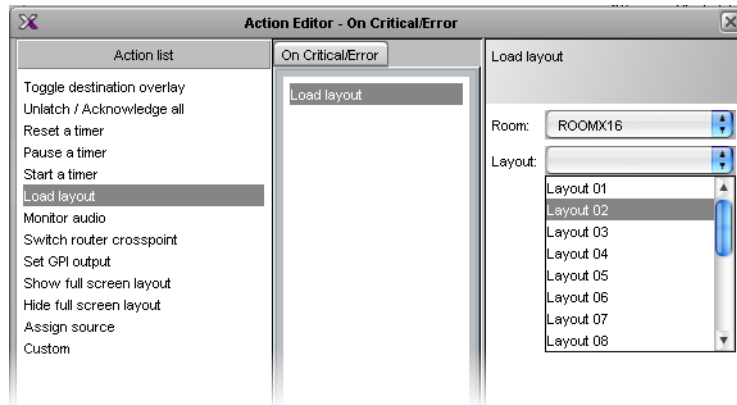 Action Editor - On Critical/Error
Action list
Toggle destination overlay
Unlatch / Acknowledge all
Reset a timer
Pause a timer
Start a timer
Load layout
Monitor audio
Switch router crosspoint
Set GPI output
Show full screen layout
Hide full screen layout
Assign source
Custom
On Critical/Error
Load layout
Load layout
Room: ROOMX16
Layout:
Layout 01
Layout 02
Layout 03
Layout 04
Layout 05
Layout 06
Layout 07
Layout 08